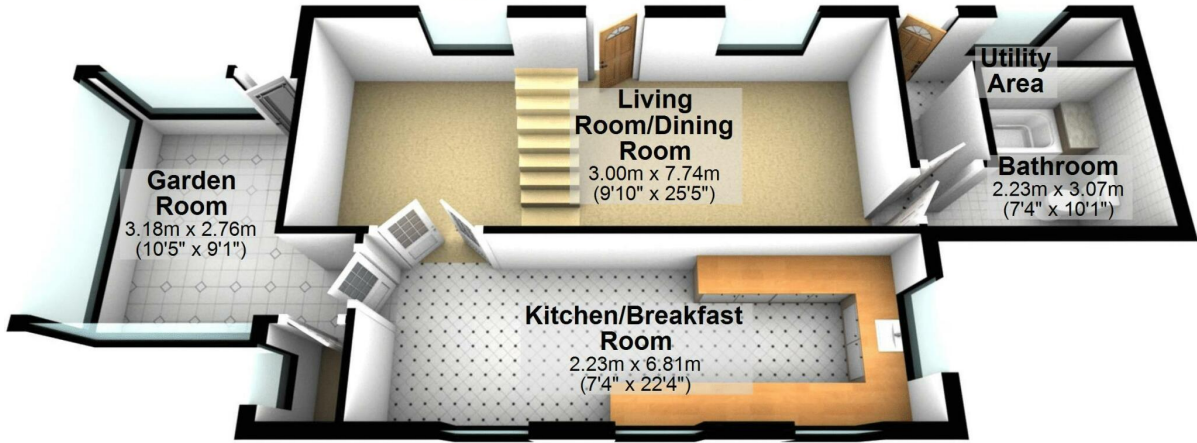 Garden
Room
3.18m x 2.76m
(10'5" x 9'1")
Living
Room/Dining
Room
3.00m x 7.74m
(9'10" x 25'5")
Utility
Area
Bathroom
2.23m x 3.07m
(7'4" x 10'1")
Kitchen/Breakfast
Room
2.23m x 6.81m
(7'4" x 22'4")